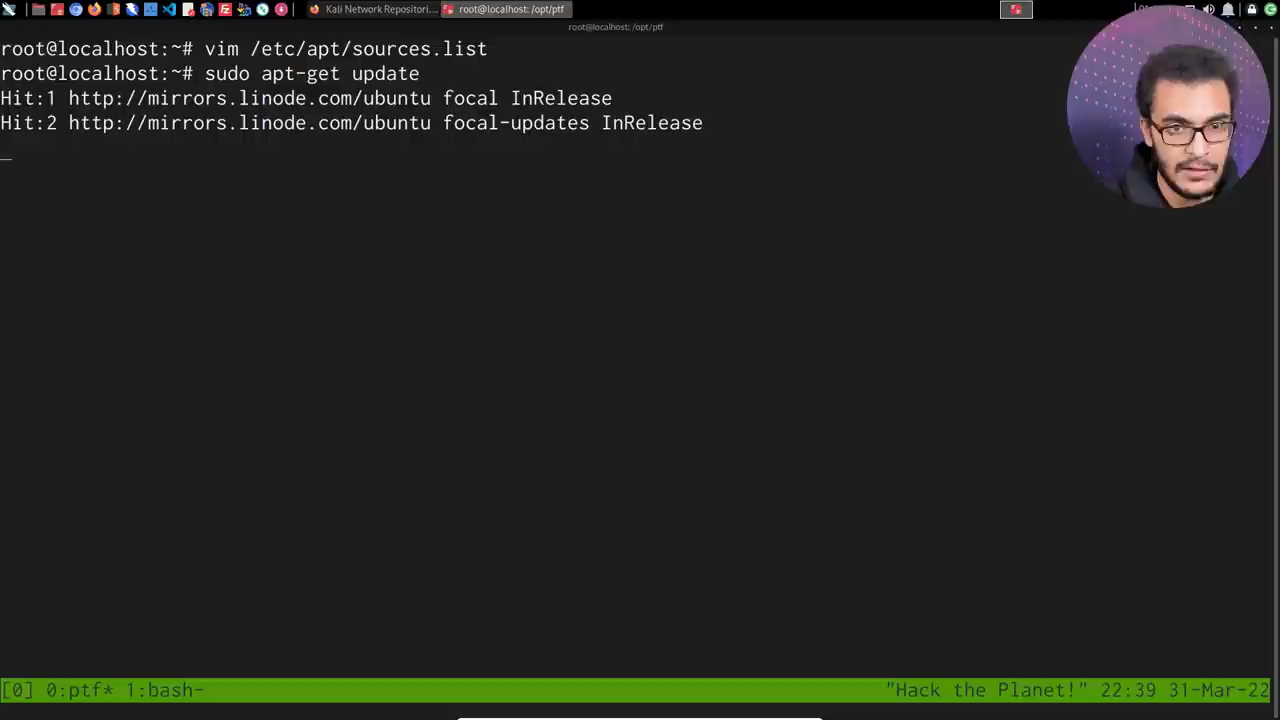 Kali Network Repositori...
root@localhost: /opt/ptf
root@localhost: /opt/ptf
root@localhost:~# vim /etc/apt/sources.list
root@localhost:~# sudo apt-get update
Hit:1 http://mirrors.linode.com/ubuntu focal InRelease
Hit:2 http://mirrors.linode.com/ubuntu focal-updates InRelease
[0] 0:ptf* 1:bash- "Hack the Planet!" 22:39 31-Mar-22